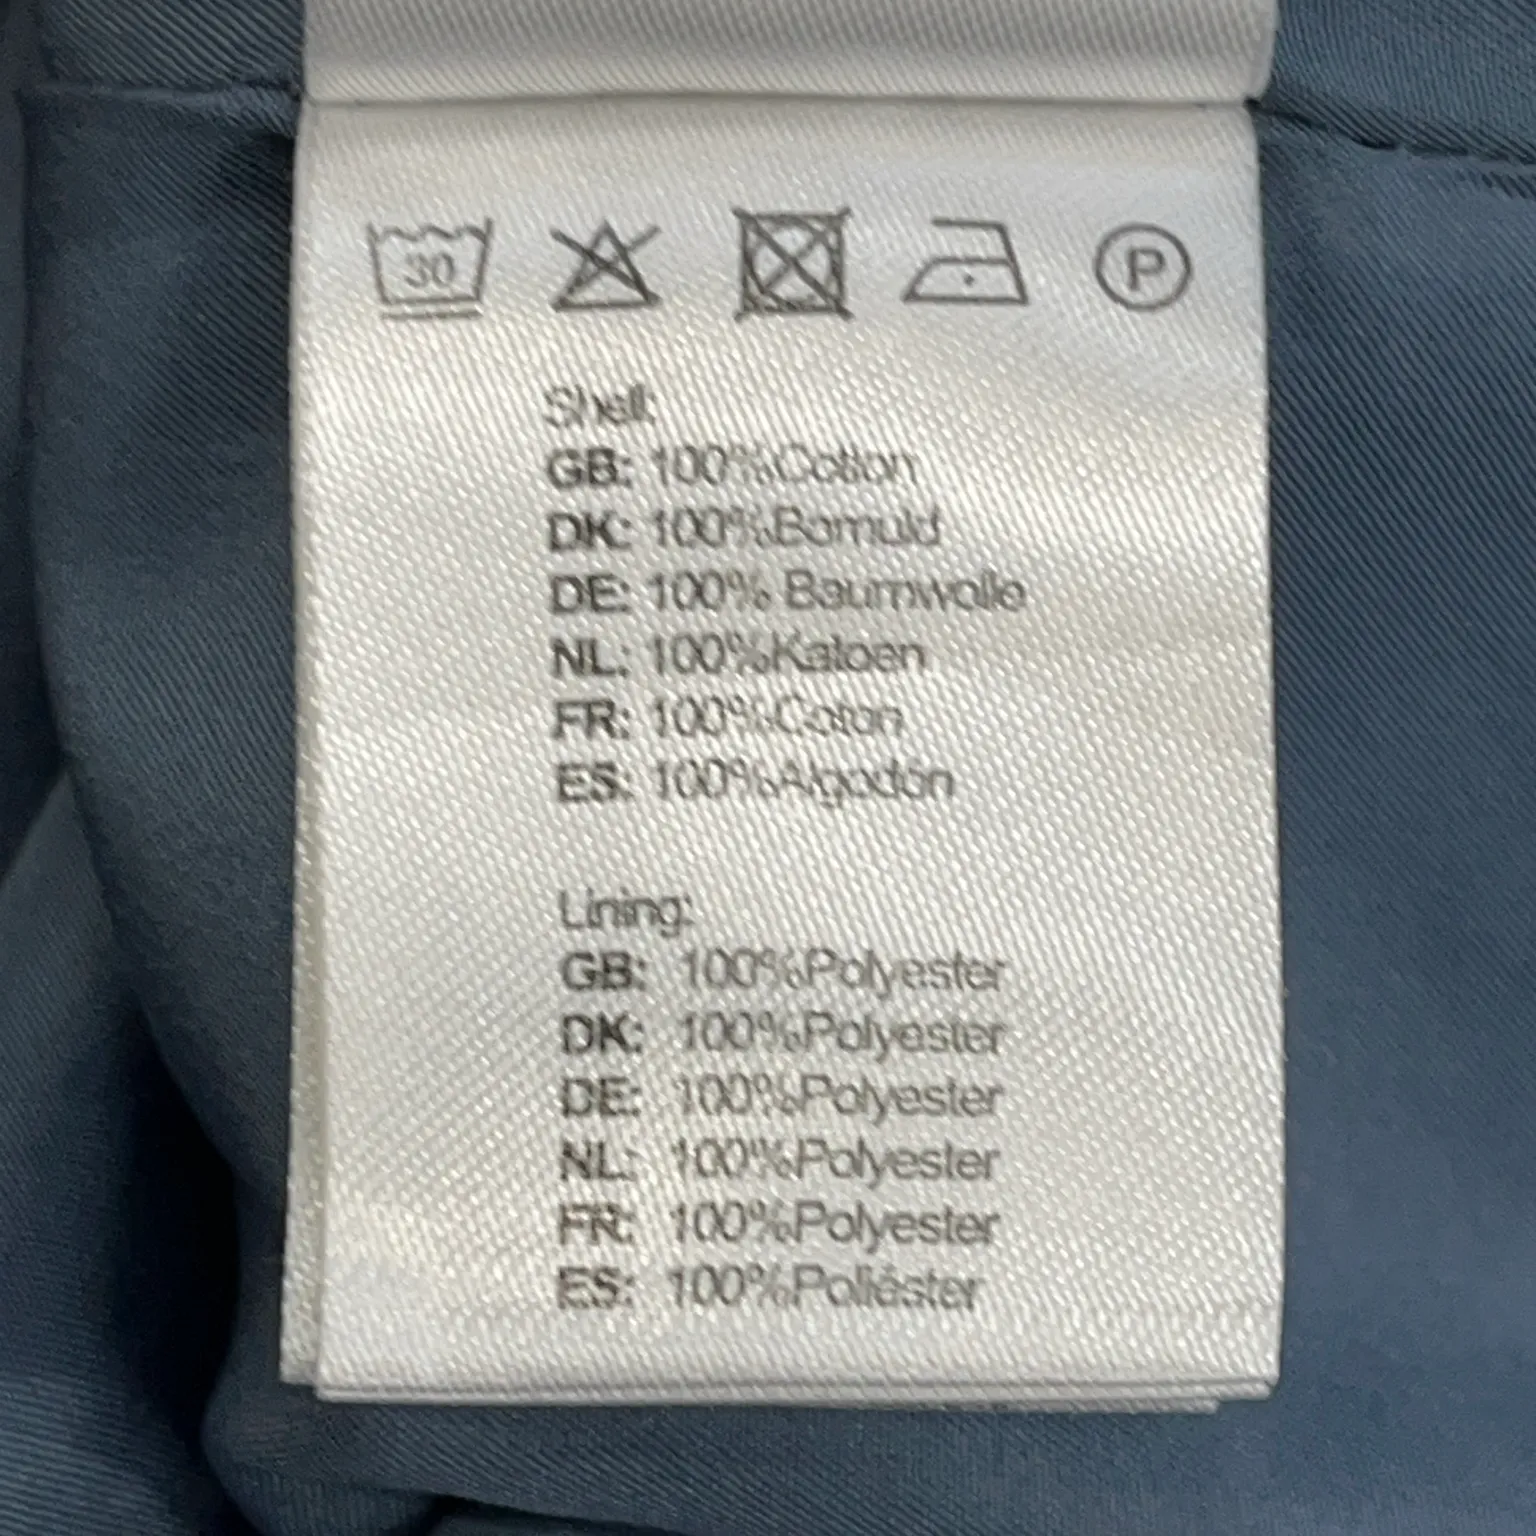 30
P
Shell:
GB: 100%Cotton
DK: 100%Bomuld
DE: 100% Baumwolle
NL: 100%Katoen
FR: 100%Coton
ES: 100%Algodón
Lining:
GB: 100%Polyester
DK: 100%Polyester
DE: 100%Polyester
NL: 100%Polyester
FR: 100%Polyester
ES: 100%Poliéster